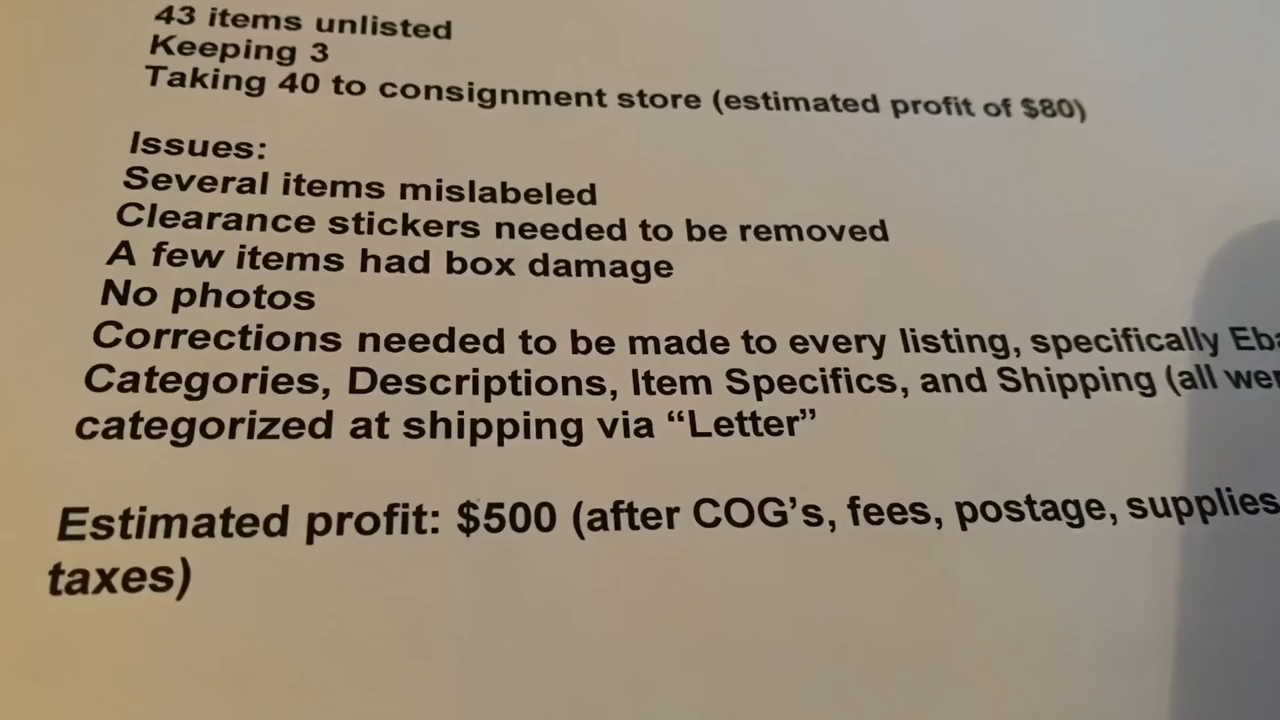 43 items unlisted
Keeping 3
Taking 40 to consignment store (estimated profit of $80)
Issues:
Several items mislabeled
Clearance stickers needed to be removed
A few items had box damage
No photos
Corrections needed to be made to every listing, specifically
Categories, Descriptions, Item Specifics, and Shipping (all
categorized at shipping via “Letter”
Estimated profit: $500 (after COG’s, fees, postage, supplies
taxes)